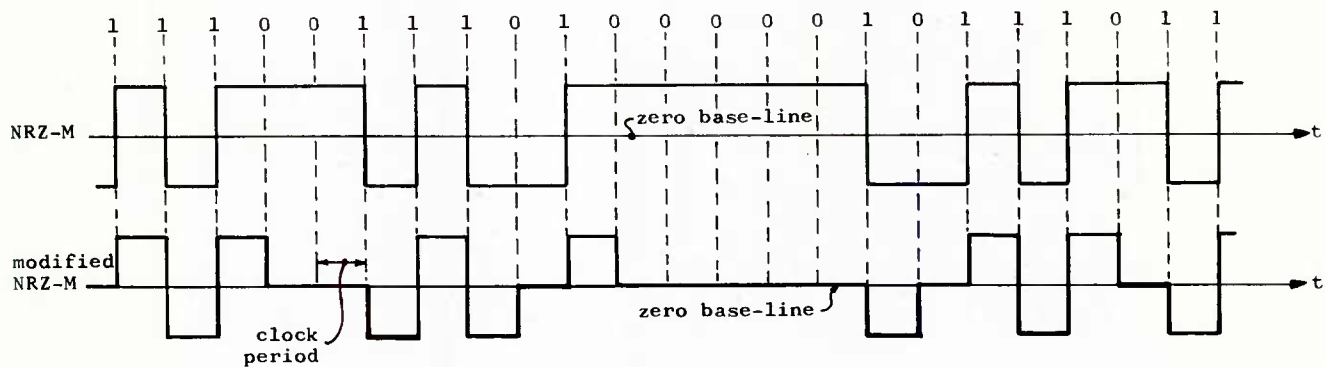 1 1 1 0 0 1 1 1 0 1 0 0 0 0 0 1 0 1 1 1 0 1 1
zero base-line
NRZ-M
t
modified
NRZ-M
t
zero base-line
clock
period